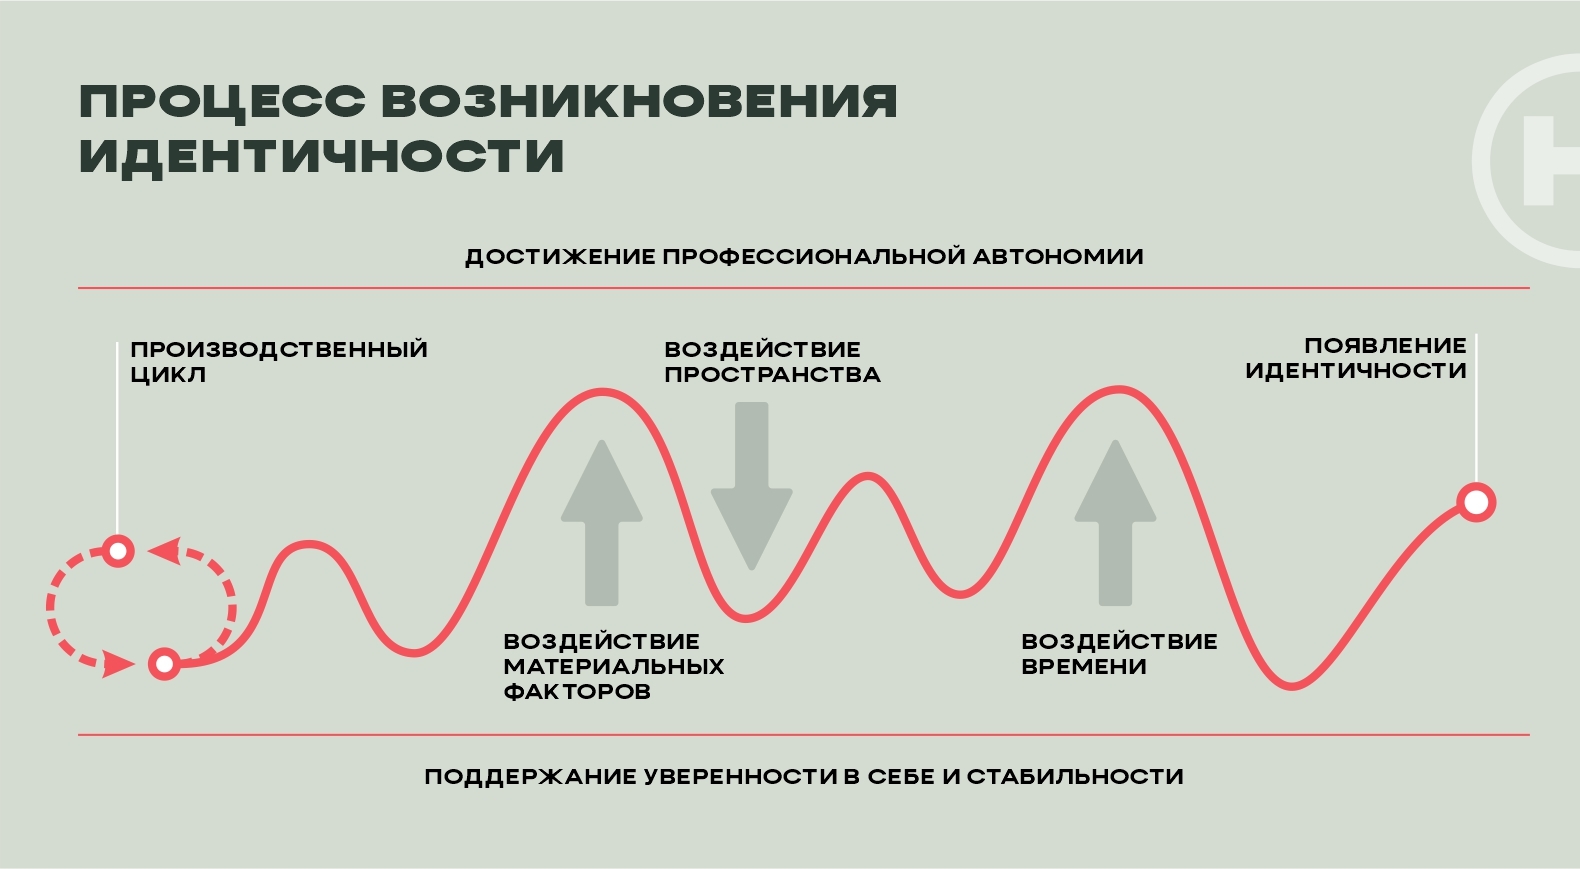 ПРОЦЕСС ВОЗНИКНОВЕНИЯ
ИДЕНТИЧНОСТИ
ДОСТИЖЕНИЕ ПРОФЕССИОНАЛЬНОЙ АВТОНОМИИ
ПРОИЗВОДСТВЕННЫЙ
ЦИКЛ
ВОЗДЕЙСТВИЕ
ПРОСТРАНСТВА
ПОЯВЛЕНИЕ
ИДЕНТИЧНОСТИ
ВОЗДЕЙСТВИЕ
МАТЕРИАЛЬНЫХ
ФАКТОРОВ
ВОЗДЕЙСТВИЕ
ВРЕМЕНИ
ПОДДЕРЖАНИЕ УВЕРЕННОСТИ В СЕБЕ И СТАБИЛЬНОСТИ